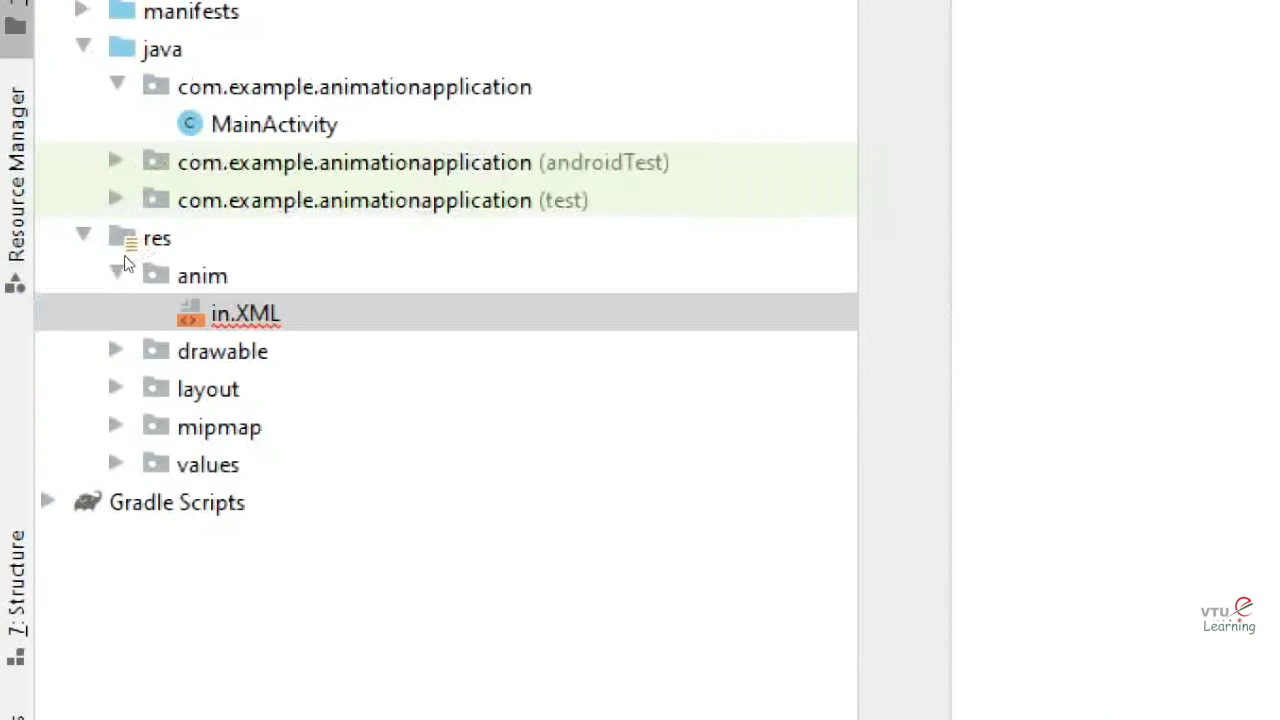 manifests
java
com.example.animationapplication
MainActivity
com.example.animationapplication (androidTest)
com.example.animationapplication (test)
res
anim
in.XML
drawable
layout
mipmap
values
Gradle Scripts
Resource Manager
7: Structure
VTU e
Learning